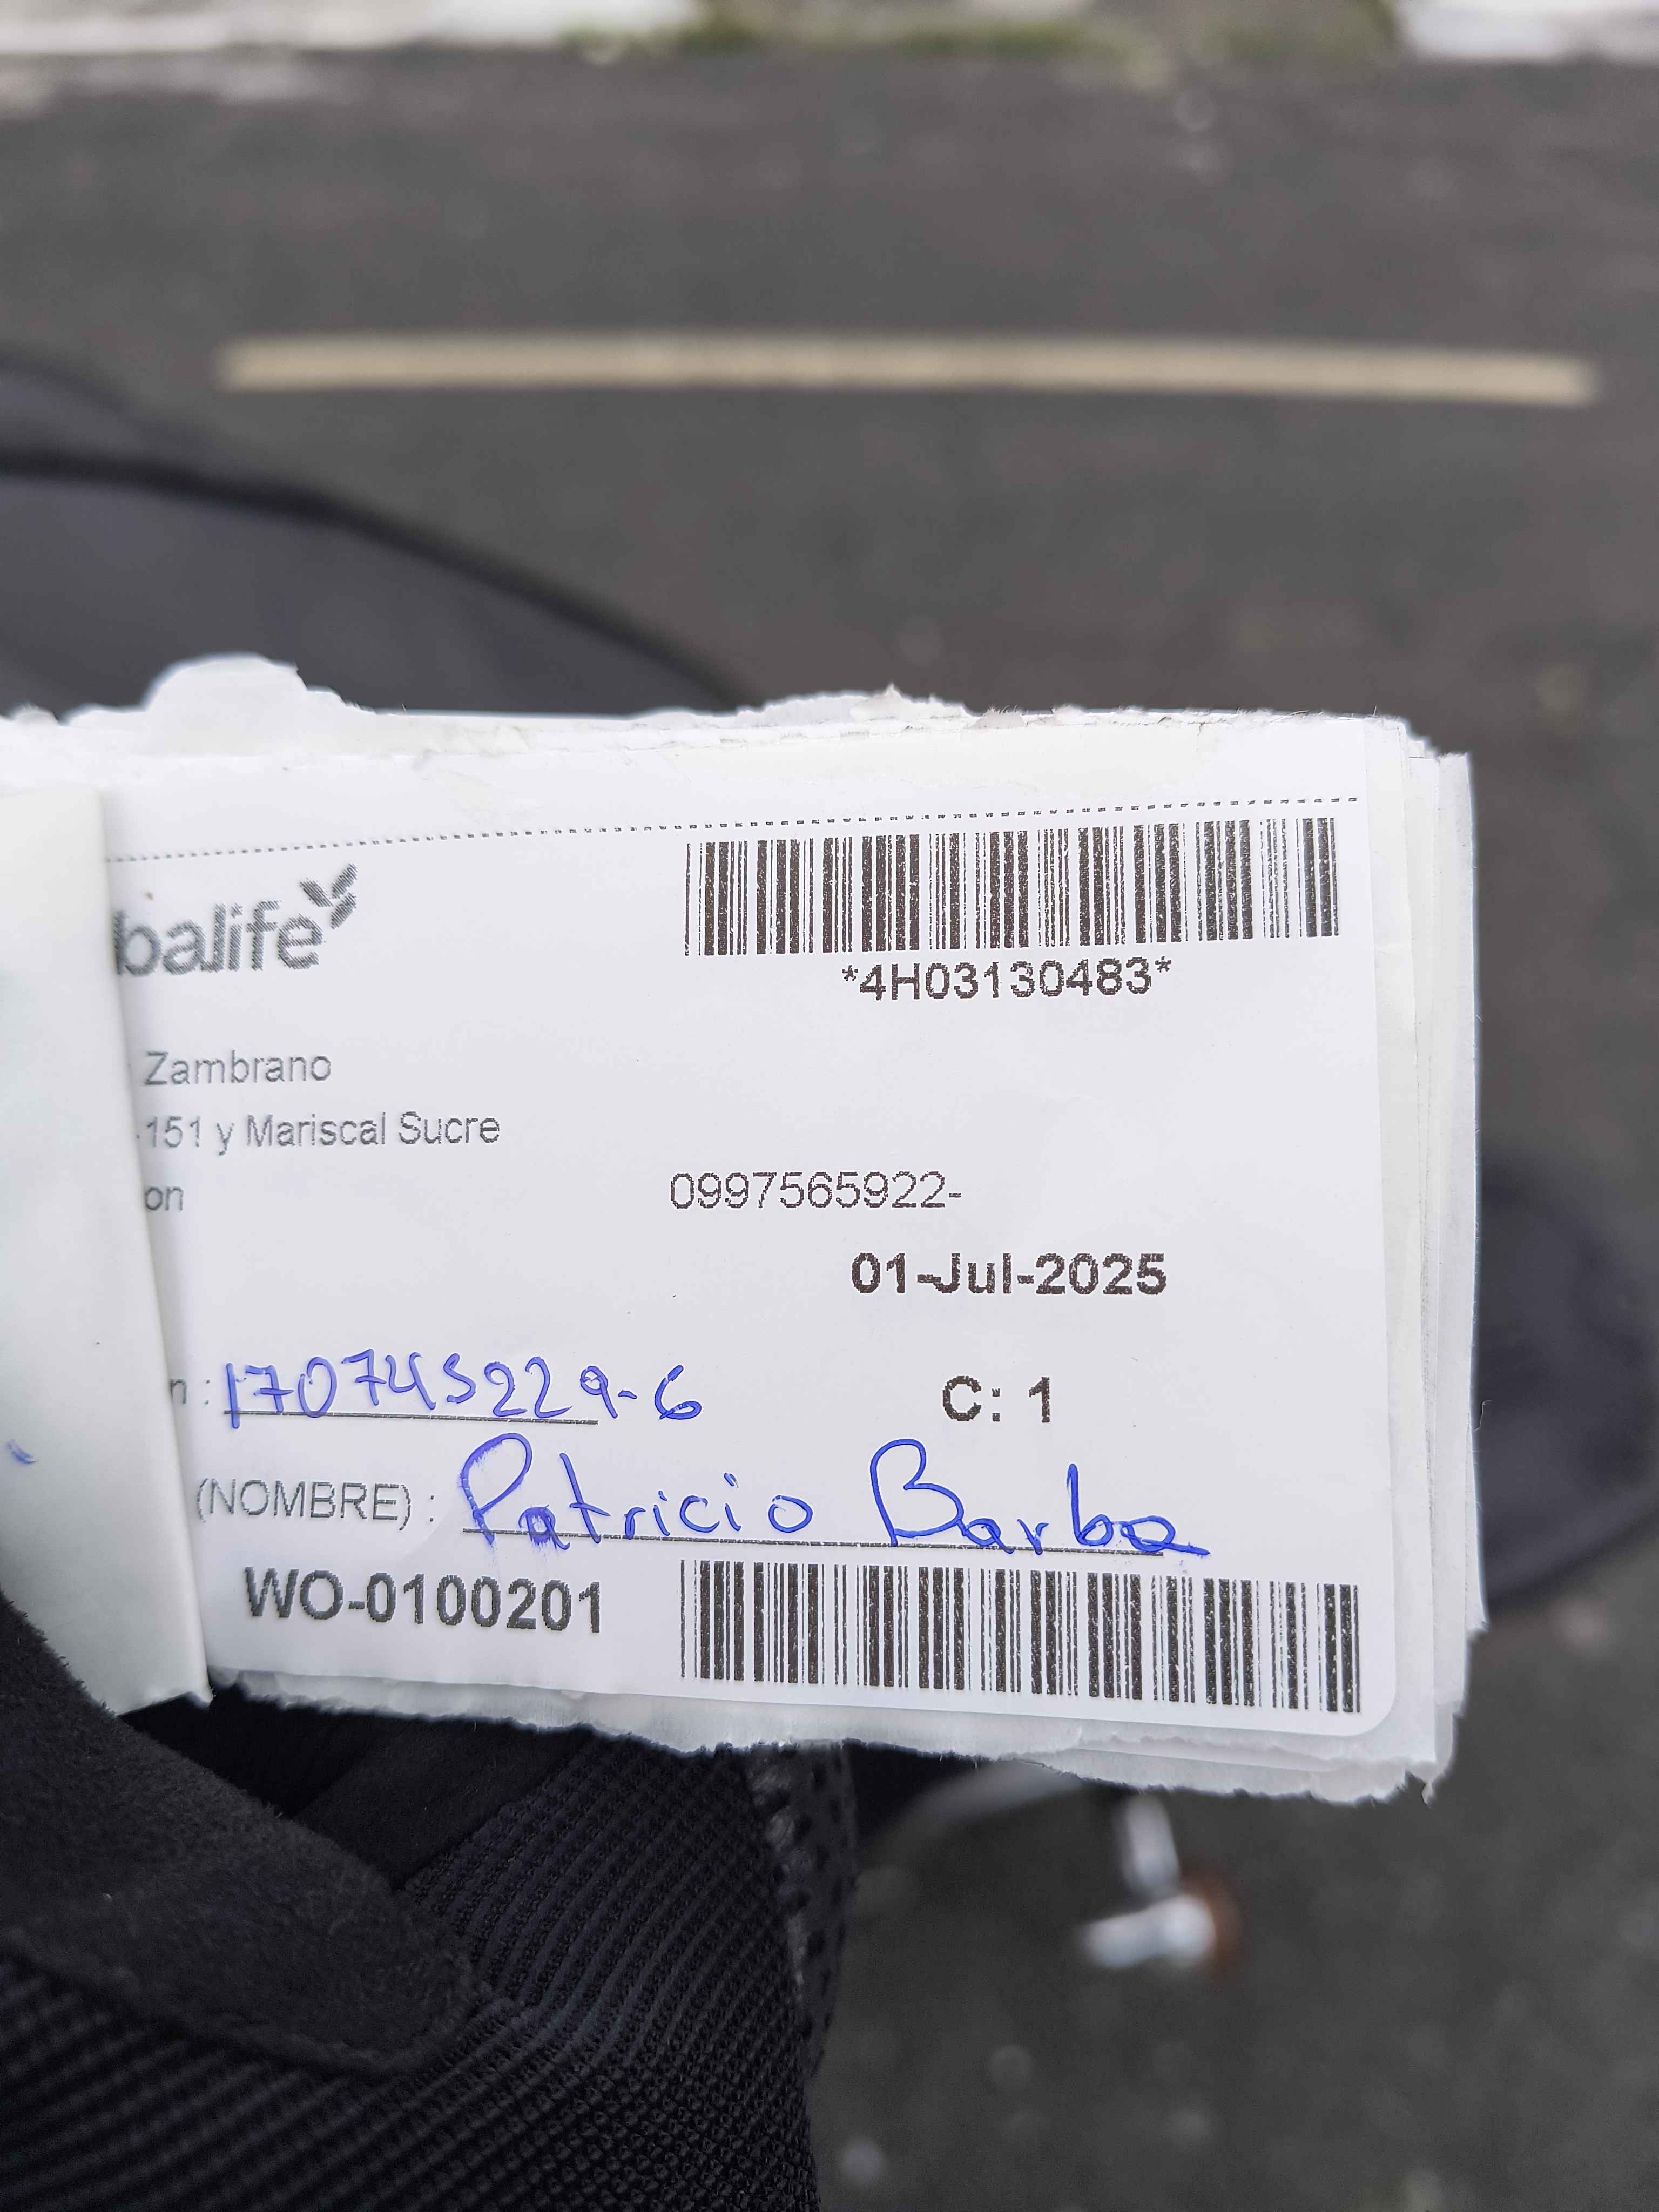 balife
*4H03130483*
Zambrano
151 y Mariscal Sucre
on
0997565922-
01-Jul-2025
n : 170745229-6
C: 1
(NOMBRE) : Patricio Barba
WO-0100201